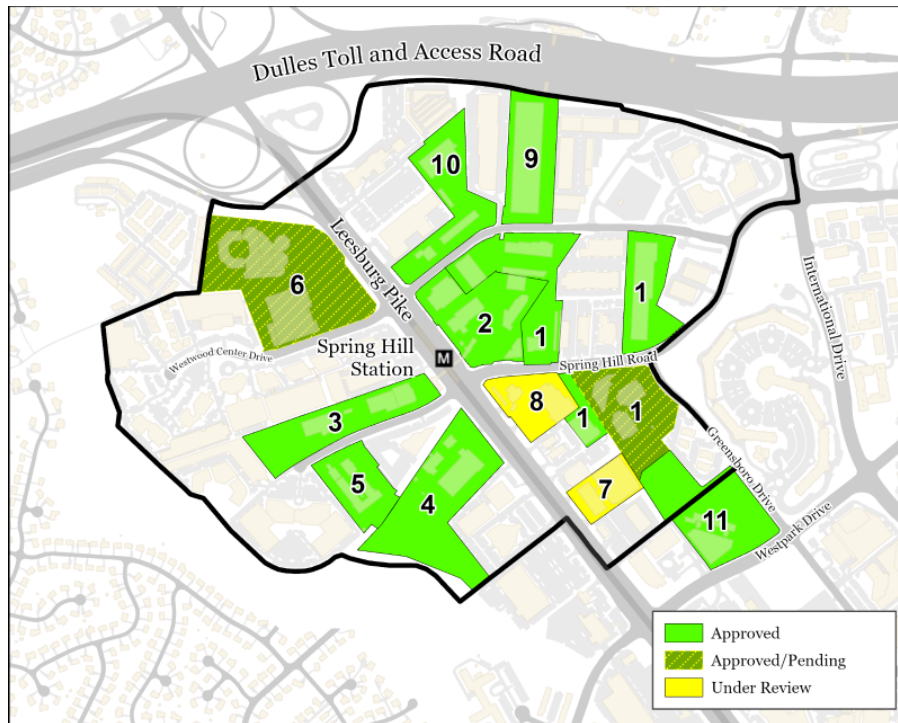 Dulles Toll and Access Road
10
9
Leesburg Pike
6
1
International Drive
2
1
Spring Hill
Station
M
Westwood Center Drive
Spring Hill Road
8
1
1
3
Greensboro Drive
5
4
7
11
Westpark Drive
Approved
Approved/Pending
Under Review